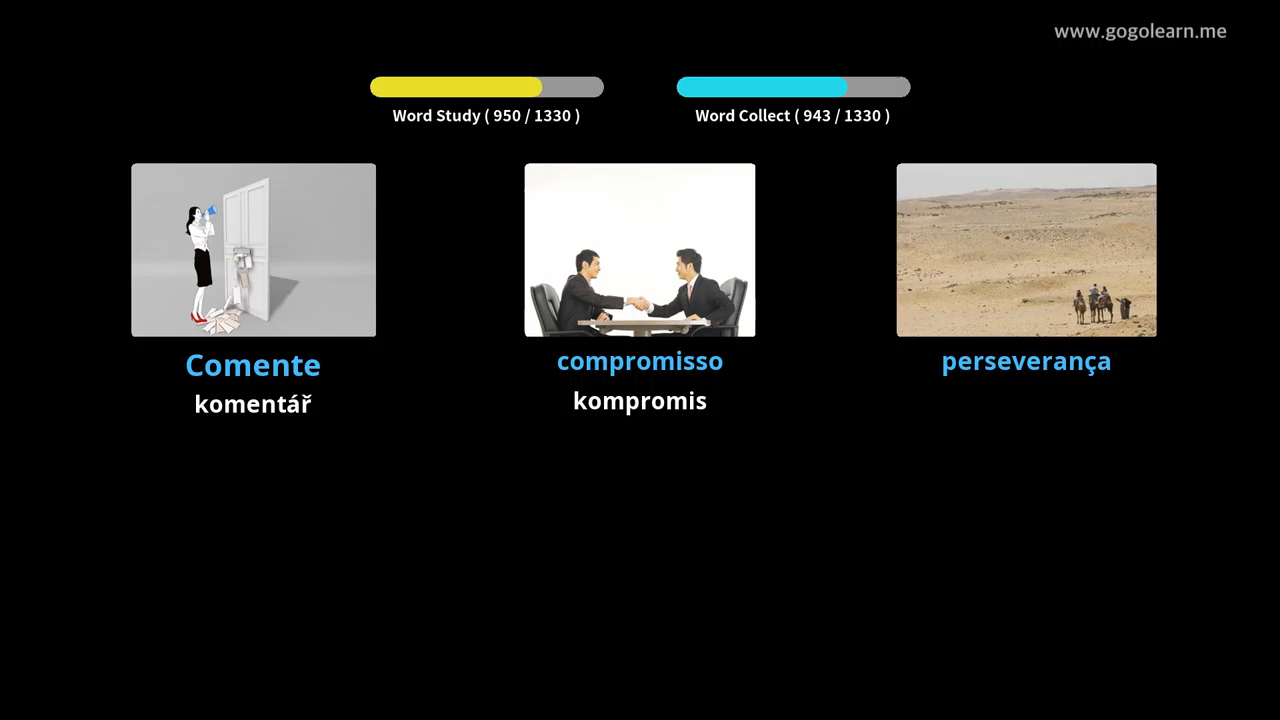 www.gogolearn.me
Word Study ( 950 / 1330 )
Word Collect ( 943 / 1330 )
Comente
komentář
compromisso
kompromis
perseverança